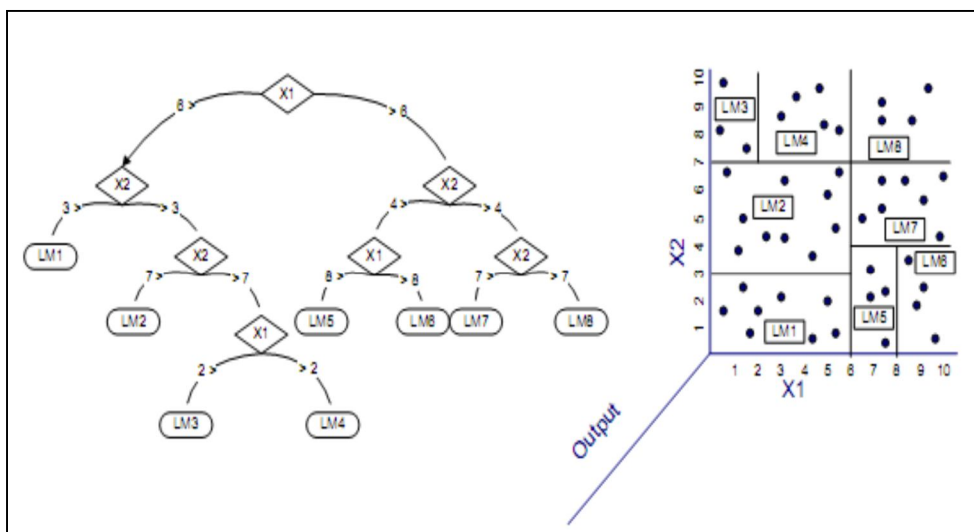 X1
6 >
> 6
X2
X2
3 >
> 3
4 >
> 4
LM1
X2
X1
X2
7 >
> 7
8 >
> 8
7 >
> 7
LM2
LM5
LM6
LM7
LM8
X1
2 >
> 2
LM3
LM4
10
9
8
7
6
5
4
3
2
1
X2
LM3
LM4
LM8
LM2
LM7
LM6
LM5
LM1
1 2 3 4 5 6 7 8 9 10
X1
Output